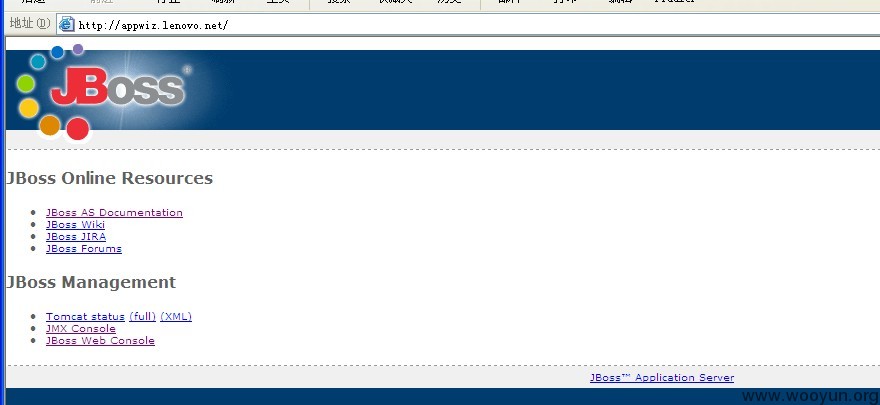 地址(D) http://appwiz.lenovo.net/
JBoss®
JBoss Online Resources
JBoss AS Documentation
JBoss Wiki
JBoss JIRA
JBoss Forums
JBoss Management
Tomcat status (full) (XML)
JMX Console
JBoss Web Console
JBoss™ Application Server
www.wooyun.org